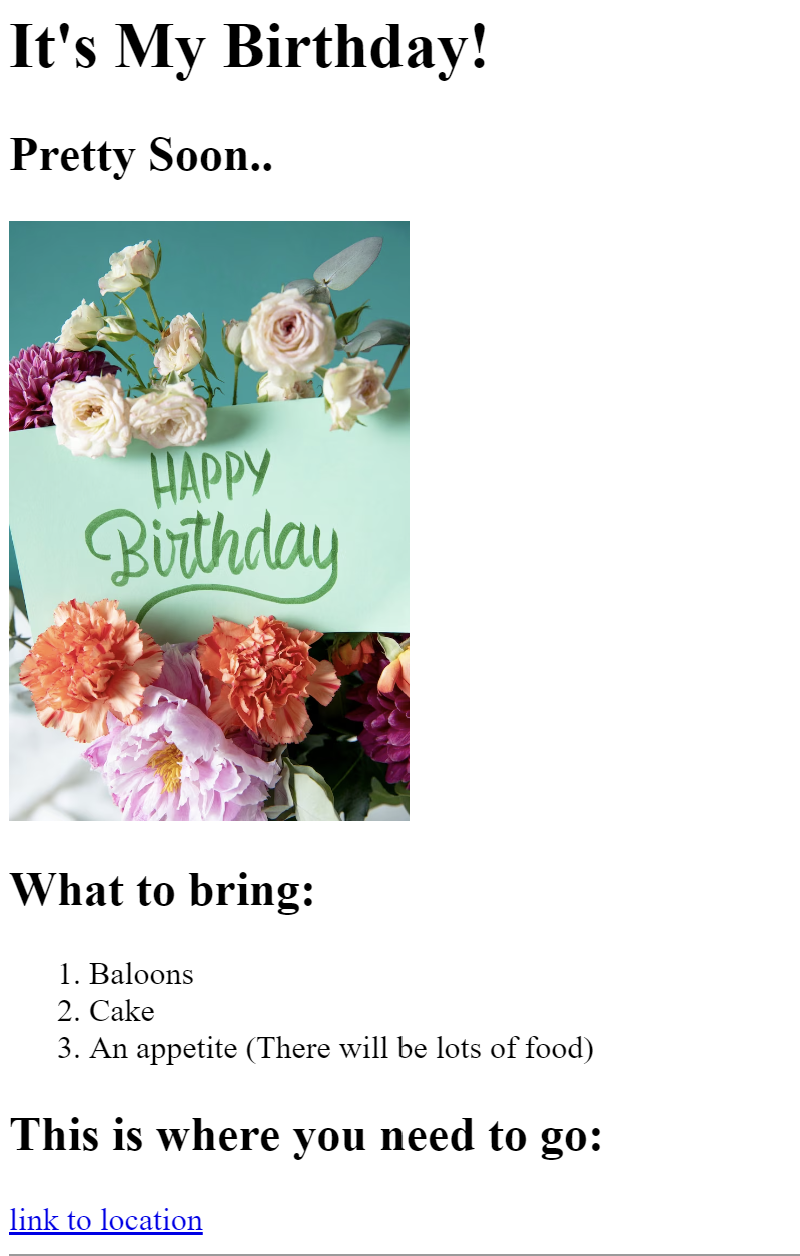 It's My Birthday!
Pretty Soon..
HAPPY
Birthday
What to bring:
1. Baloons
2. Cake
3. An appetite (There will be lots of food)
This is where you need to go:
link to location